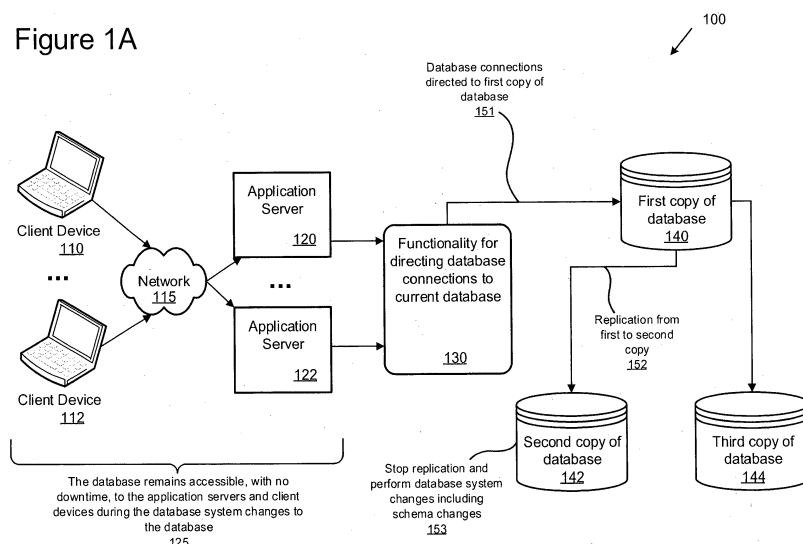 Figure 1A
100
Database connections
directed to first copy of
database
151
Client Device
110
...
Client Device
112
Network
115
Application
Server
120
...
Application
Server
122
Functionality for
directing database
connections to
current database
130
First copy of
database
140
Replication from
first to second
copy
152
Second copy of
database
142
Third copy of
database
144
Stop replication and
perform database system
changes including
schema changes
153
The database remains accessible, with no
downtime, to the application servers and client
devices during the database system changes to
the database
125